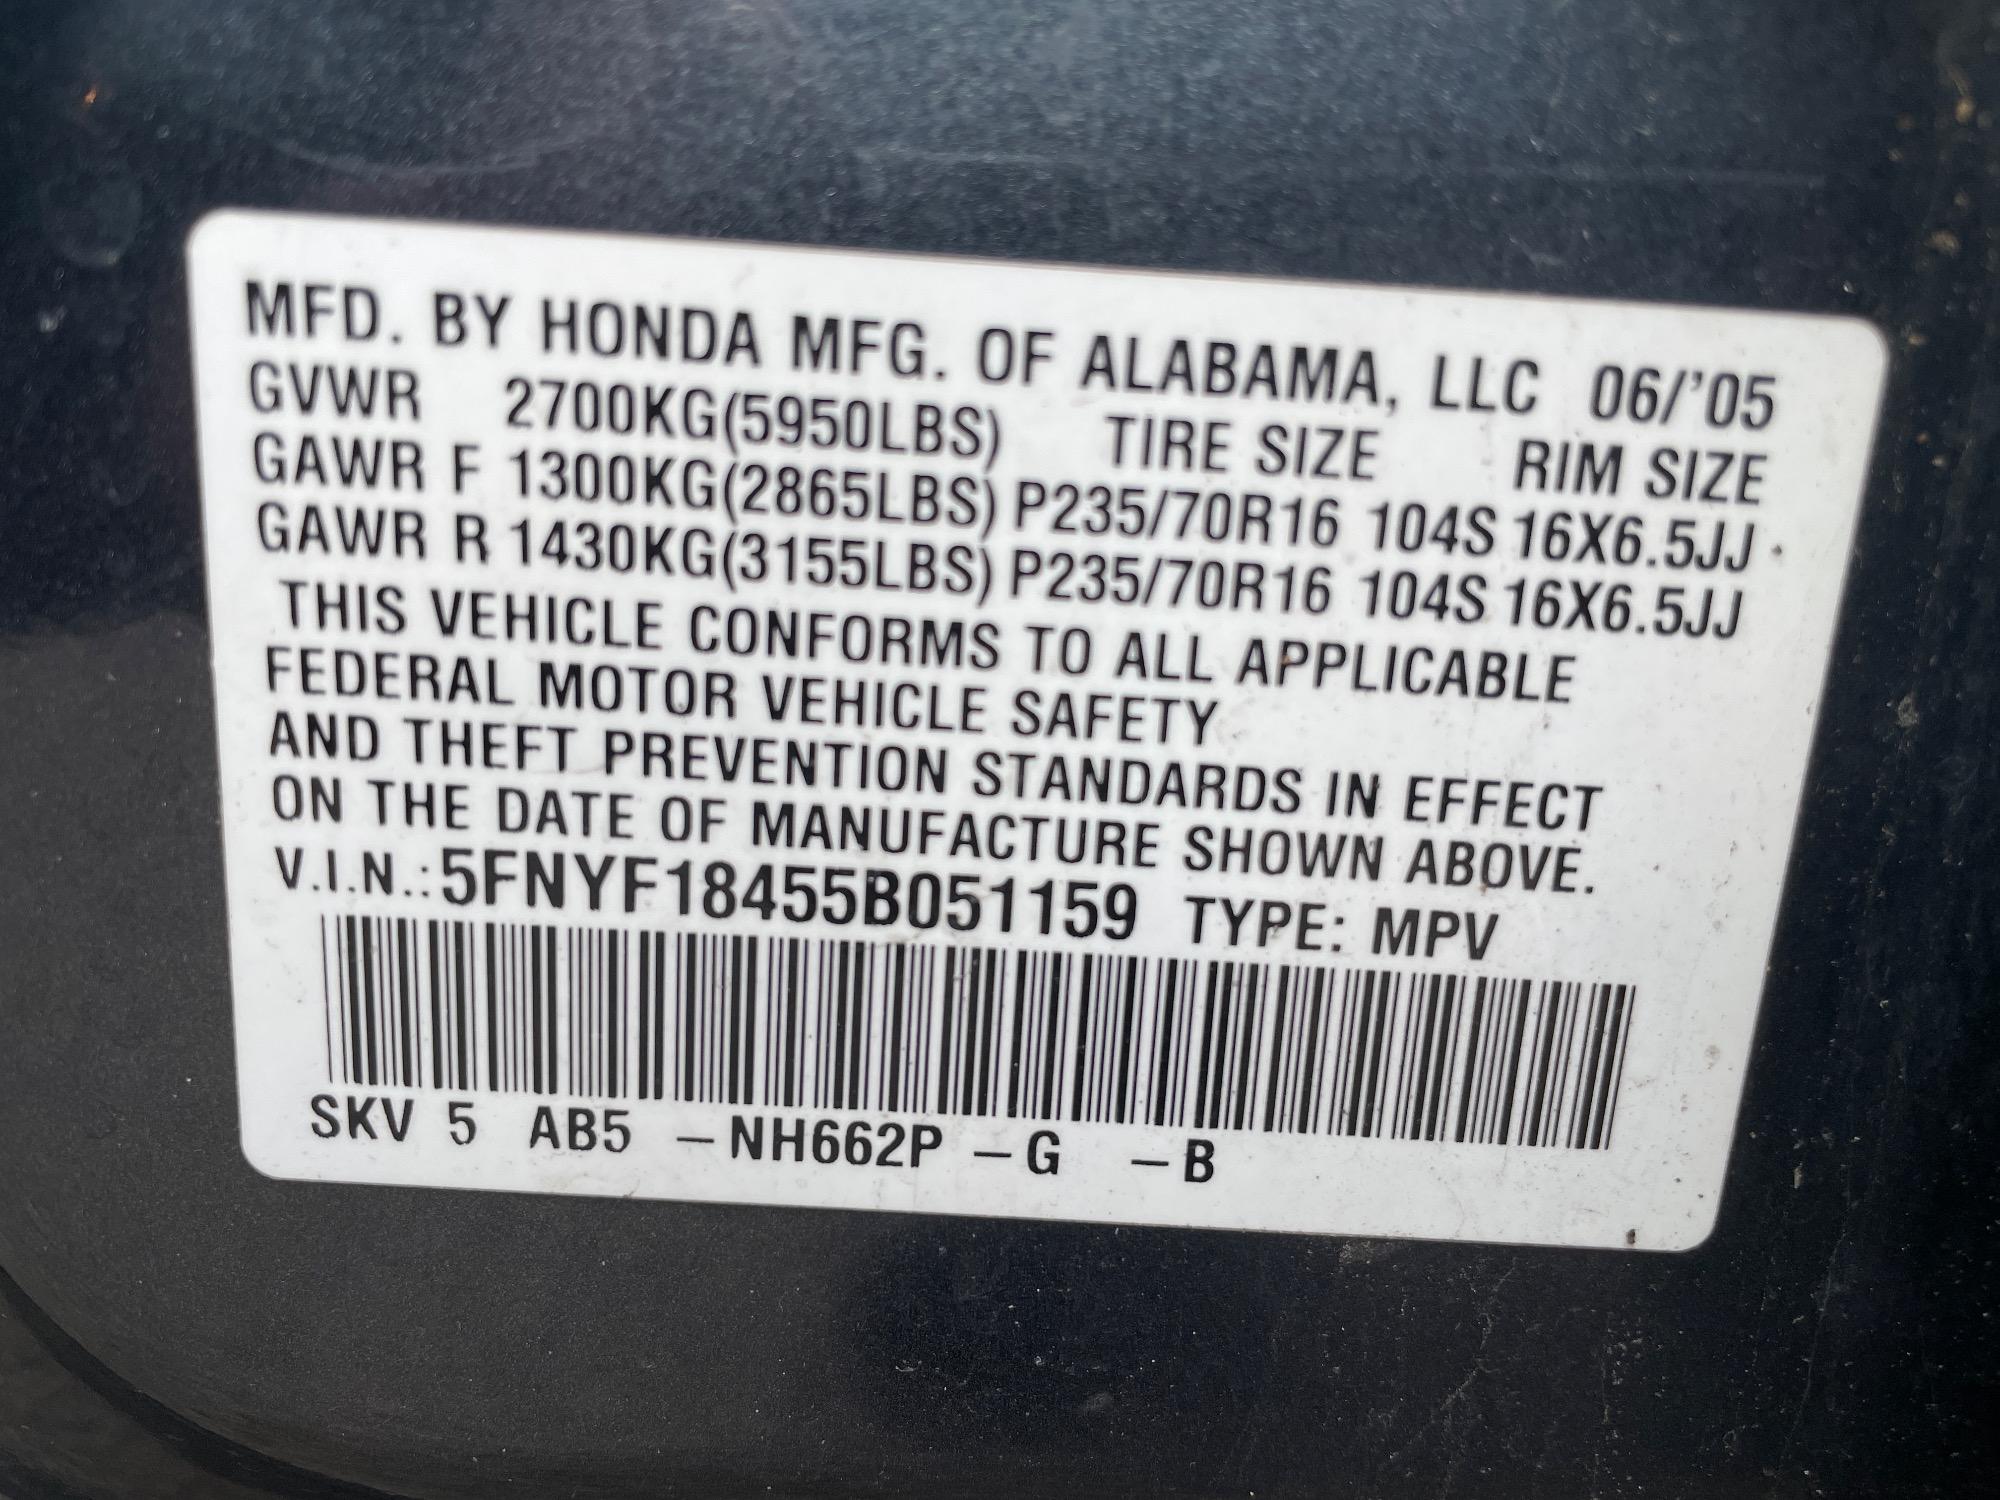 MFD. BY HONDA MFG. OF ALABAMA, LLC 06/'05
GVWR 2700KG(5950LBS) TIRE SIZE RIM SIZE
GAWR F 1300KG(2865LBS) P235/70R16 104S 16X6.5JJ
GAWR R 1430KG(3155LBS) P235/70R16 104S 16X6.5JJ
THIS VEHICLE CONFORMS TO ALL APPLICABLE
FEDERAL MOTOR VEHICLE SAFETY
AND THEFT PREVENTION STANDARDS IN EFFECT
ON THE DATE OF MANUFACTURE SHOWN ABOVE.
V.I.N.:5FNYF18455B051159 TYPE: MPV
SKV 5 AB5 –NH662P –G –B